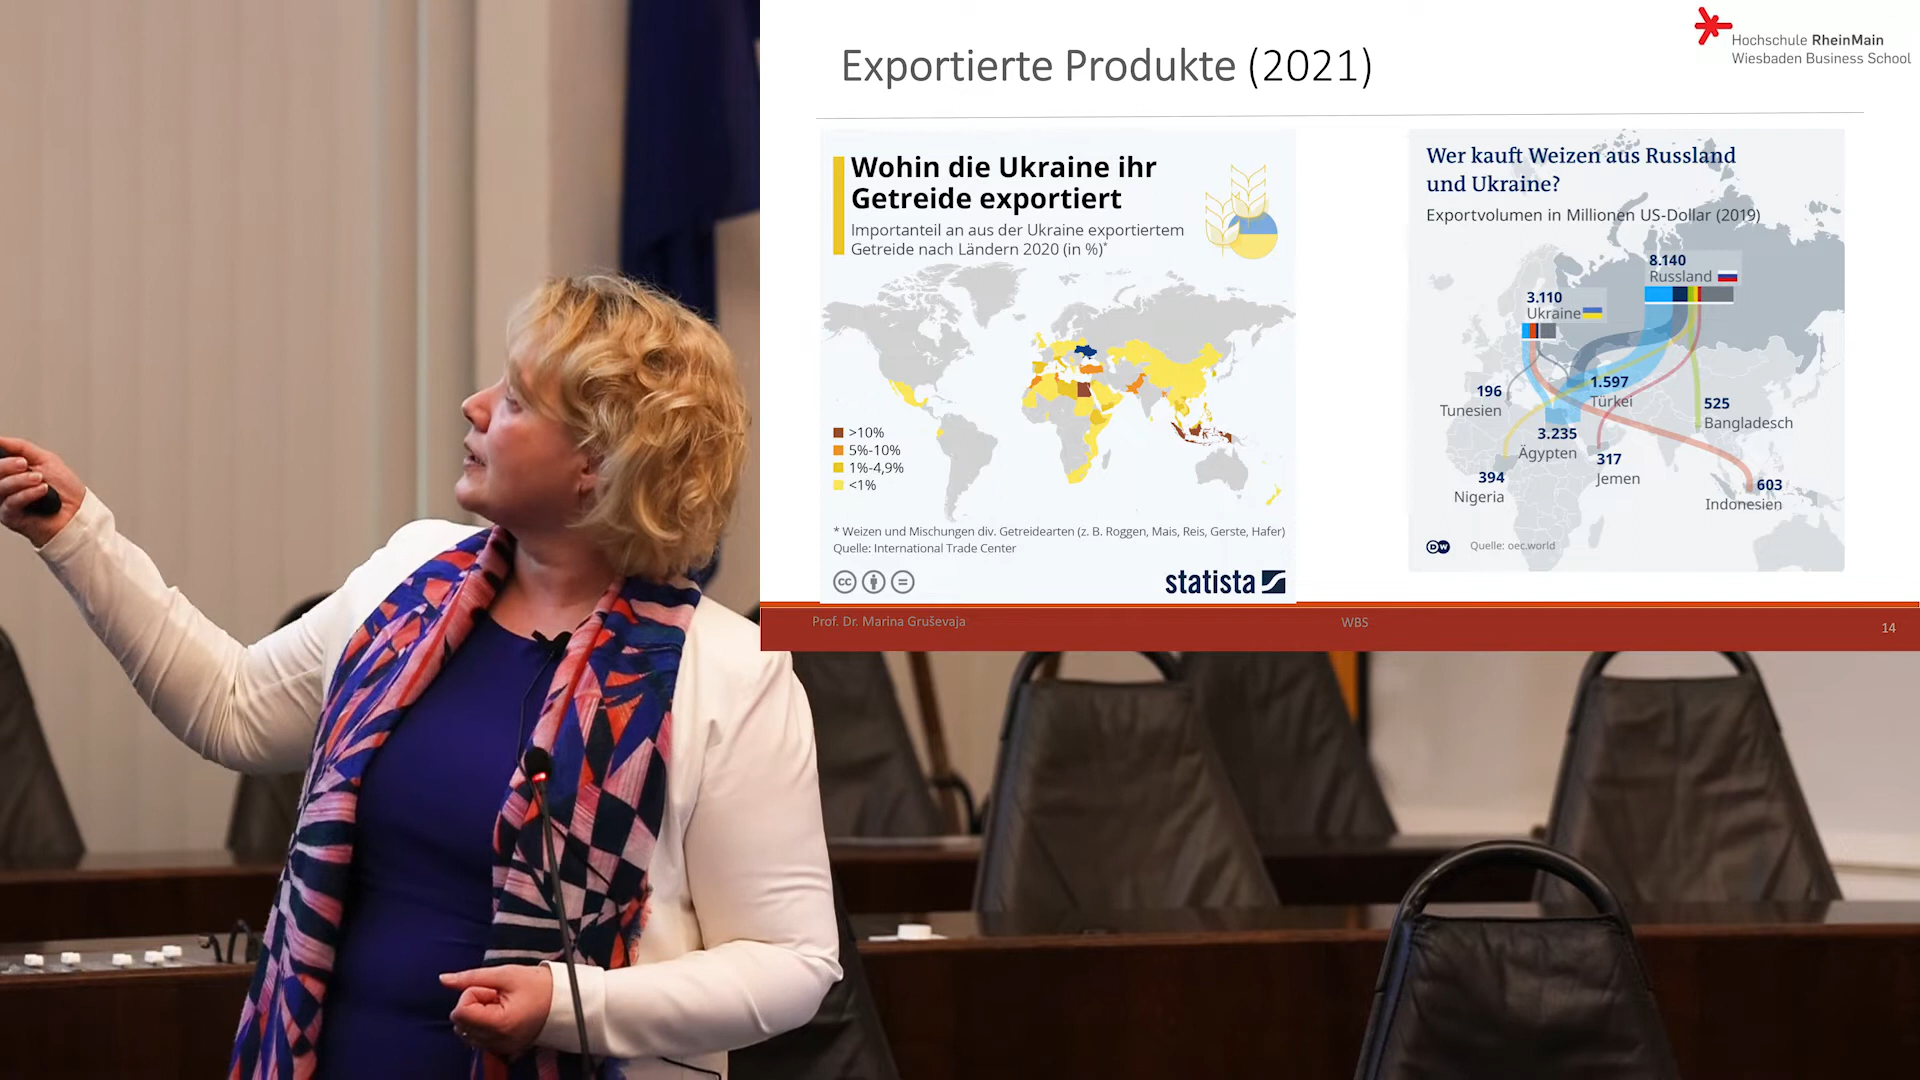 Exportierte Produkte (2021)
Hochschule RheinMain
Wiesbaden Business School
Wohin die Ukraine ihr
Getreide exportiert
Importanteil an aus der Ukraine exportiertem
Getreide nach Ländern 2020 (in %)*
>10%
5%-10%
1%-4,9%
<1%
* Weizen und Mischungen div. Getreidearten (z. B. Roggen, Mais, Reis, Gerste, Hafer)
Quelle: International Trade Center
cc
statista
Wer kauft Weizen aus Russland
und Ukraine?
Exportvolumen in Millionen US-Dollar (2019)
8.140
Russland
3.110
Ukraine
196
Tunesien
1.597
Türkei
525
Bangladesch
3.235
Ägypten
317
Jemen
394
Nigeria
603
Indonesien
DW
Quelle: oec.world
Prof. Dr. Marina Gruševaja
WBS
14